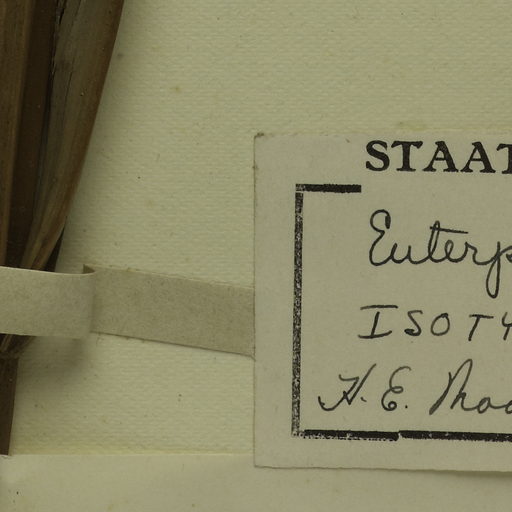 STAAT
Euterp
ISOTY
H. E. Moo